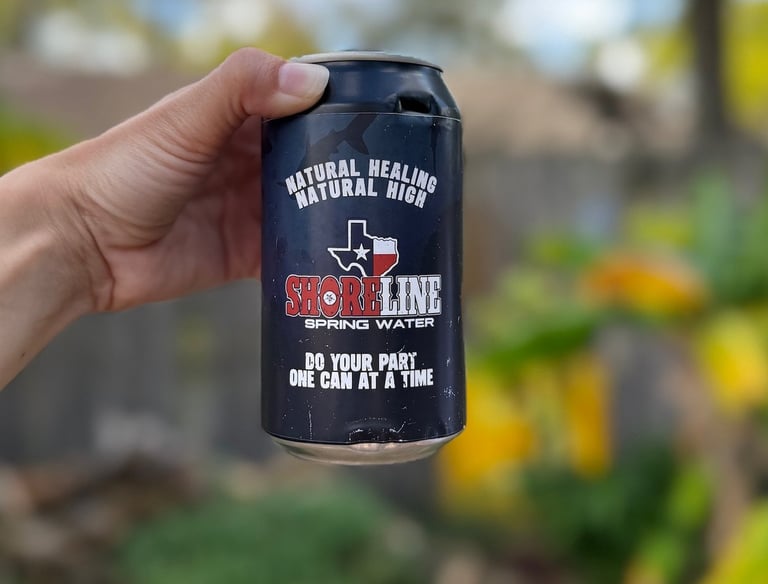 NATURAL HEALING
NATURAL HIGH
SHORELINE
SPRING WATER
DO YOUR PART
ONE CAN AT A TIME